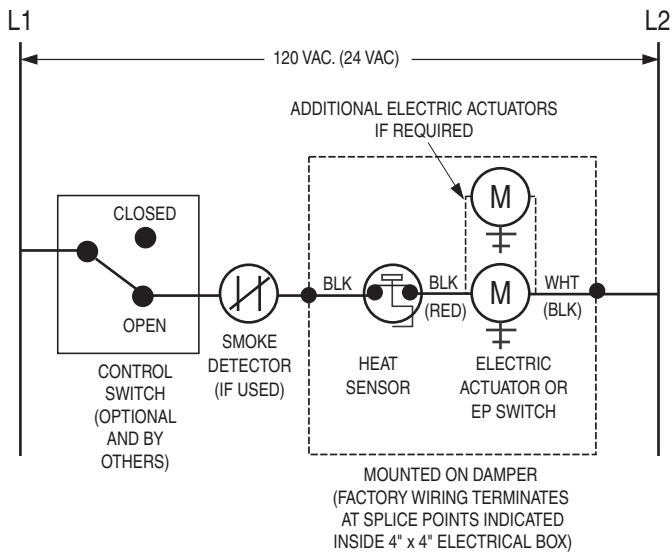 L1
L2
120 VAC. (24 VAC)
ADDITIONAL ELECTRIC ACTUATORS
IF REQUIRED
CLOSED
OPEN
CONTROL
SWITCH
(OPTIONAL
AND BY
OTHERS)
SMOKE
DETECTOR
(IF USED)
BLK
HEAT
SENSOR
BLK
(RED)
M
M
WHT
(BLK)
ELECTRIC
ACTUATOR OR
EP SWITCH
MOUNTED ON DAMPER
(FACTORY WIRING TERMINATES
AT SPLICE POINTS INDICATED
INSIDE 4" x 4" ELECTRICAL BOX)